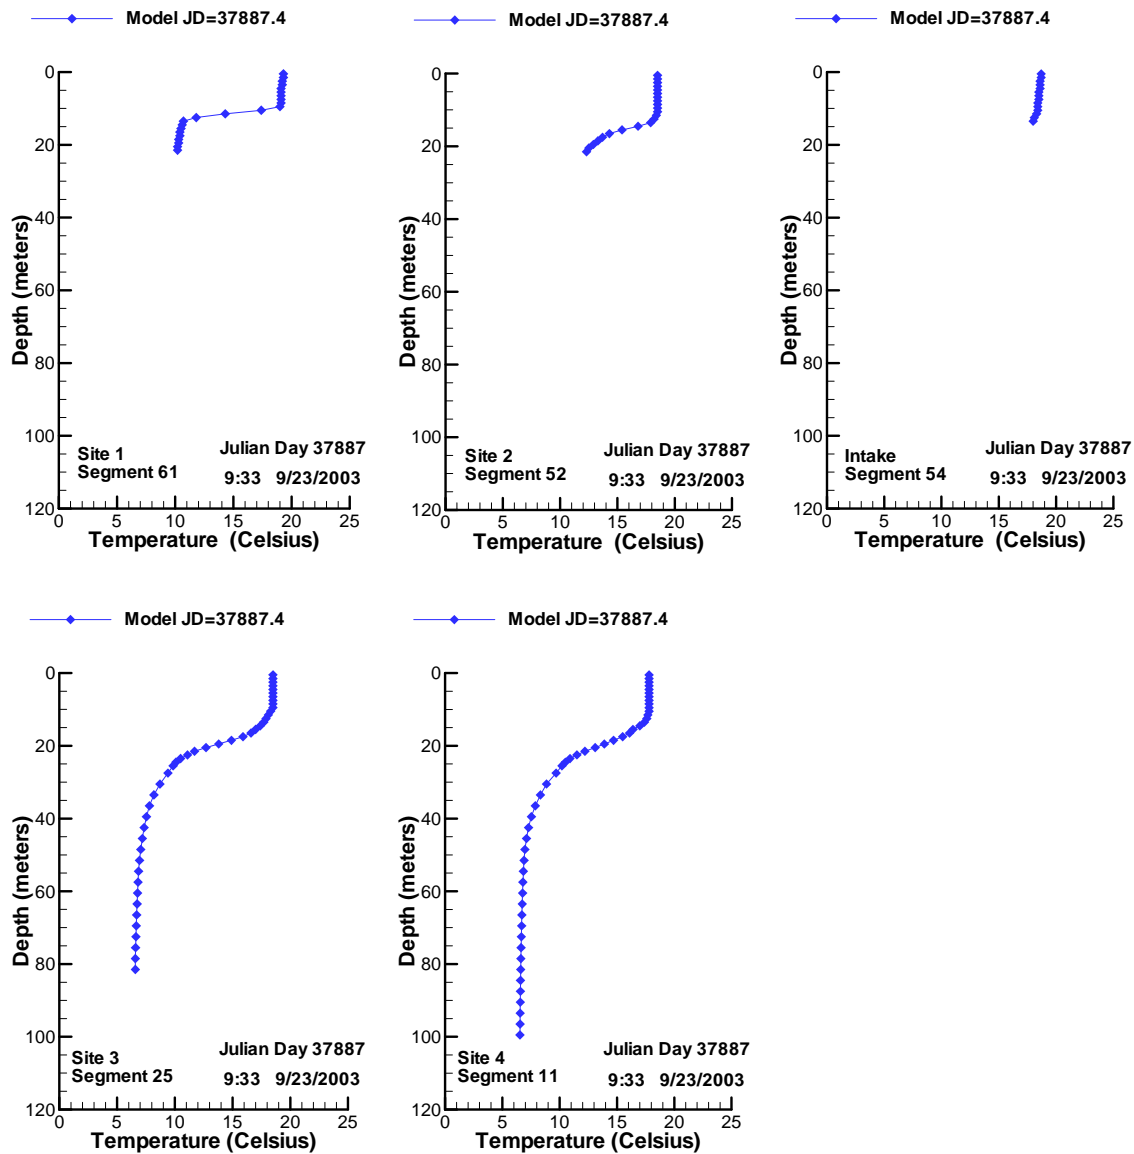 Model JD=37887.4
0
20
40
60
80
100
120
Depth (meters)
Site 1
Segment 61
Julian Day 37887
9:33 9/23/2003
0 5 10 15 20 25
Temperature (Celsius)
Model JD=37887.4
0
20
40
60
80
100
120
Depth (meters)
Site 2
Segment 52
Julian Day 37887
9:33 9/23/2003
0 5 10 15 20 25
Temperature (Celsius)
Model JD=37887.4
0
20
40
60
80
100
120
Depth (meters)
Intake
Segment 54
Julian Day 37887
9:33 9/23/2003
0 5 10 15 20 25
Temperature (Celsius)
Model JD=37887.4
0
20
40
60
80
100
120
Depth (meters)
Site 3
Segment 25
Julian Day 37887
9:33 9/23/2003
0 5 10 15 20 25
Temperature (Celsius)
Model JD=37887.4
0
20
40
60
80
100
120
Depth (meters)
Site 4
Segment 11
Julian Day 37887
9:33 9/23/2003
0 5 10 15 20 25
Temperature (Celsius)